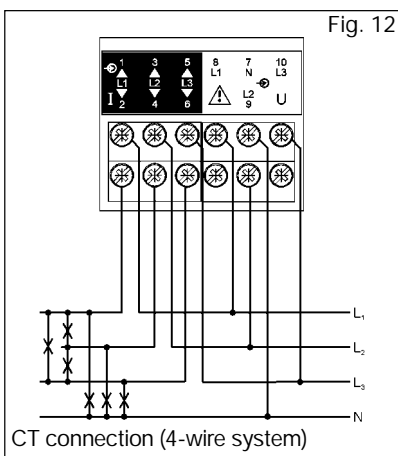 Fig. 12
1 3 5 8 7 10
L1 N L3
L1 L2 L3
I U
L2
2 4 6 9
L1
L2
L3
N
CT connection (4-wire system)